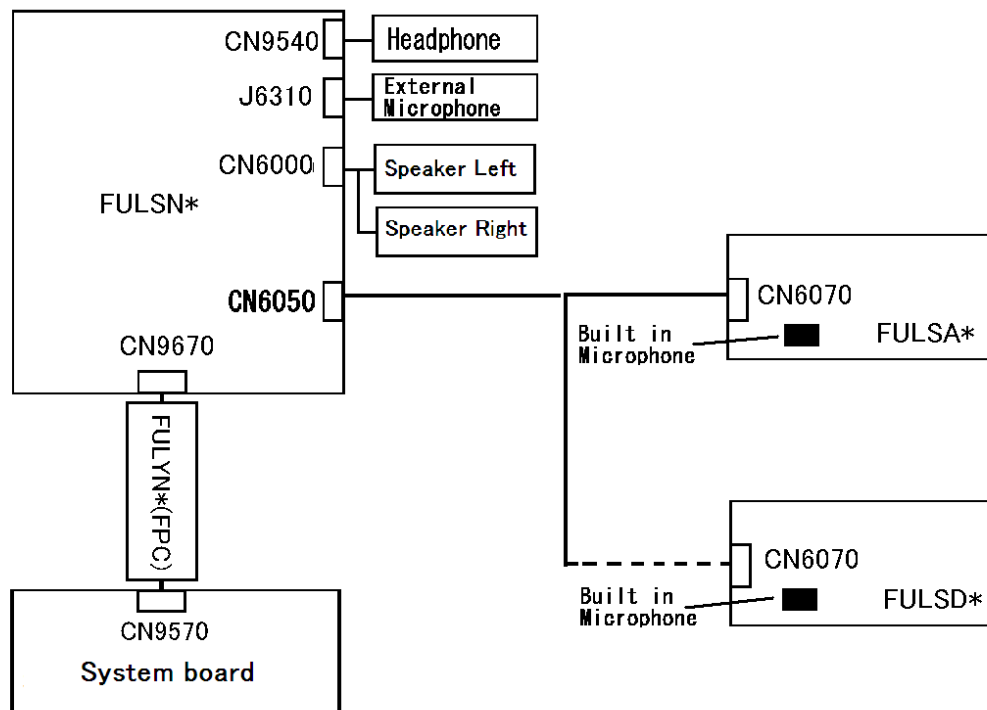 CN9540
Headphone
J6310
External
Microphone
CN6000
Speaker Left
FULSN*
Speaker Right
CN6050
CN6070
Built in
Microphone
FULSA*
CN9670
FULYN*(FPC)
CN6070
Built in
Microphone
FULSD*
CN9570
System board